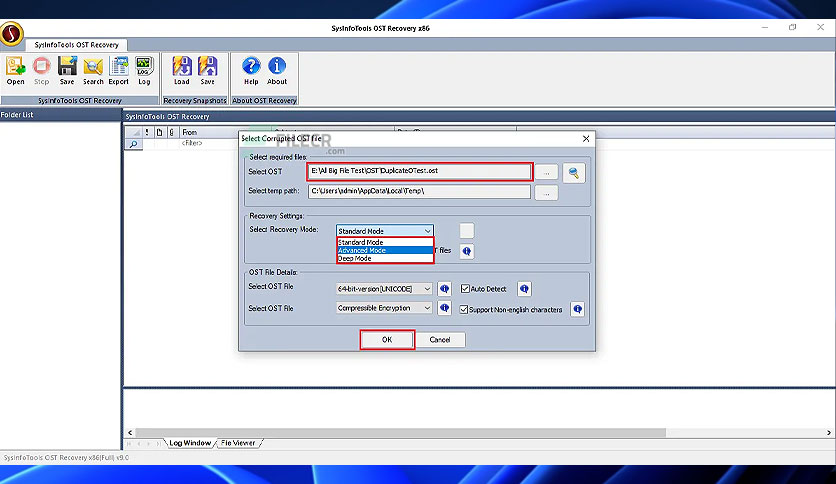 SysInfoTools OST Recovery x86
SysInfoTools OST Recovery
Open Stop Save Search Export Log Load Save Help About
SysInfoTools OST Recovery Recovery Snapshots About OST Recovery
Folder List
SysInfoTools OST Recovery
! From
<Filter>
Select Corrupted OST file
FILECR
.com
Select required files:
Select OST E:\All Big File Test\OST\DuplicateOTest.ost ...
Select temp path: C:\Users\admin\AppData\Local\Temp\ ...
Recovery Settings:
Select Recovery Mode: Standard Mode
Standard Mode
Advanced Mode T files
Deep Mode
OST File Details:
Select OST File 64-bit-version[UNICODE] Auto Detect
Select OST File Compressible Encryption Support Non-english characters
OK Cancel
Log Window File Viewer
SysInfoTools OST Recovery x86(Full) v9.0